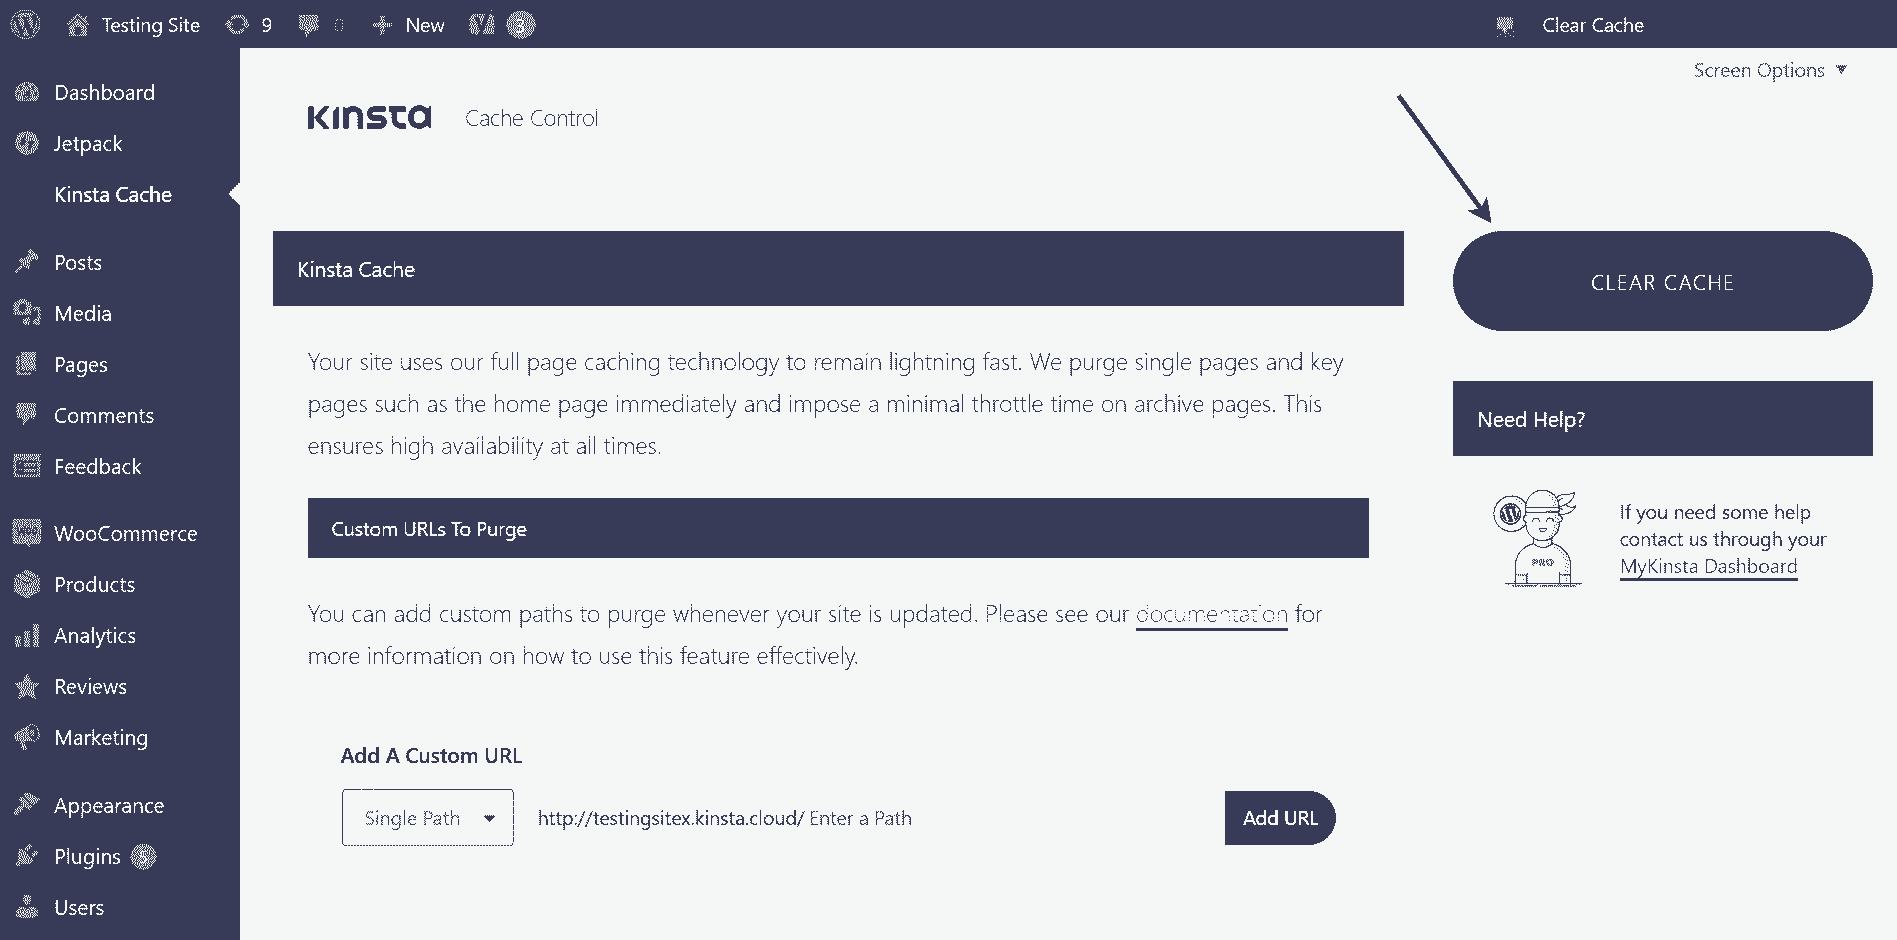 Testing Site 9 0 New 3 Clear Cache
Screen Options
Dashboard
Jetpack
Kinsta Cache
Posts
Media
Pages
Comments
Feedback
WooCommerce
Products
Analytics
Reviews
Marketing
Appearance
Plugins 5
Users
Kinsta Cache Control
Kinsta Cache
Your site uses our full page caching technology to remain lightning fast. We purge single pages and key
pages such as the home page immediately and impose a minimal throttle time on archive pages. This
ensures high availability at all times.
Custom URLs To Purge
You can add custom paths to purge whenever your site is updated. Please see our documentation for
more information on how to use this feature effectively.
Add A Custom URL
Single Path http://testingsitex.kinsta.cloud/ Enter a Path Add URL
CLEAR CACHE
Need Help?
PRO
If you need some help
contact us through your
MyKinsta Dashboard